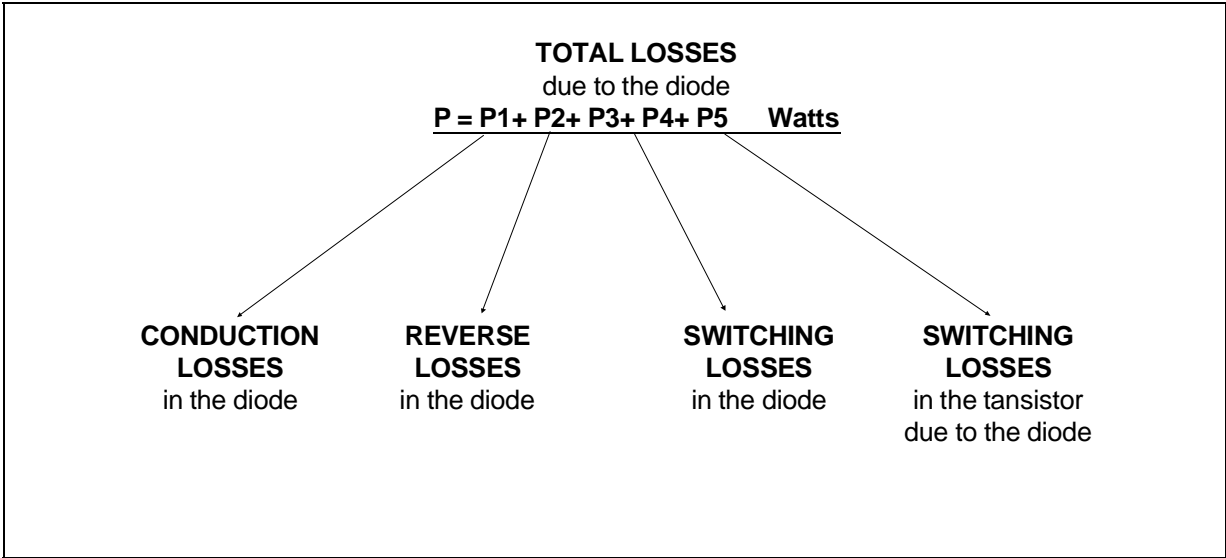 TOTAL LOSSES
due to the diode
P = P1+ P2+ P3+ P4+ P5 Watts
CONDUCTION
LOSSES
in the diode
REVERSE
LOSSES
in the diode
SWITCHING
LOSSES
in the diode
SWITCHING
LOSSES
in the tansistor
due to the diode